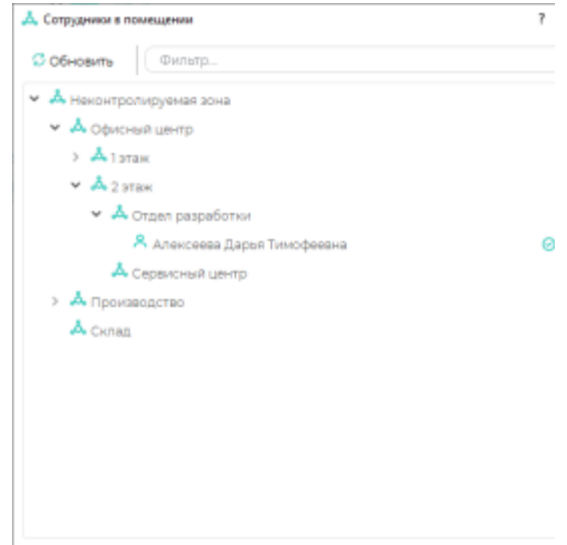 Сотрудники в помещении ?
Обновить Фильтр...
Неконтролируемая зона
Офисный центр
1 этаж
2 этаж
Отдел разработки
Алексеева Дарья Тимофеевна
Сервисный центр
Производство
Склад